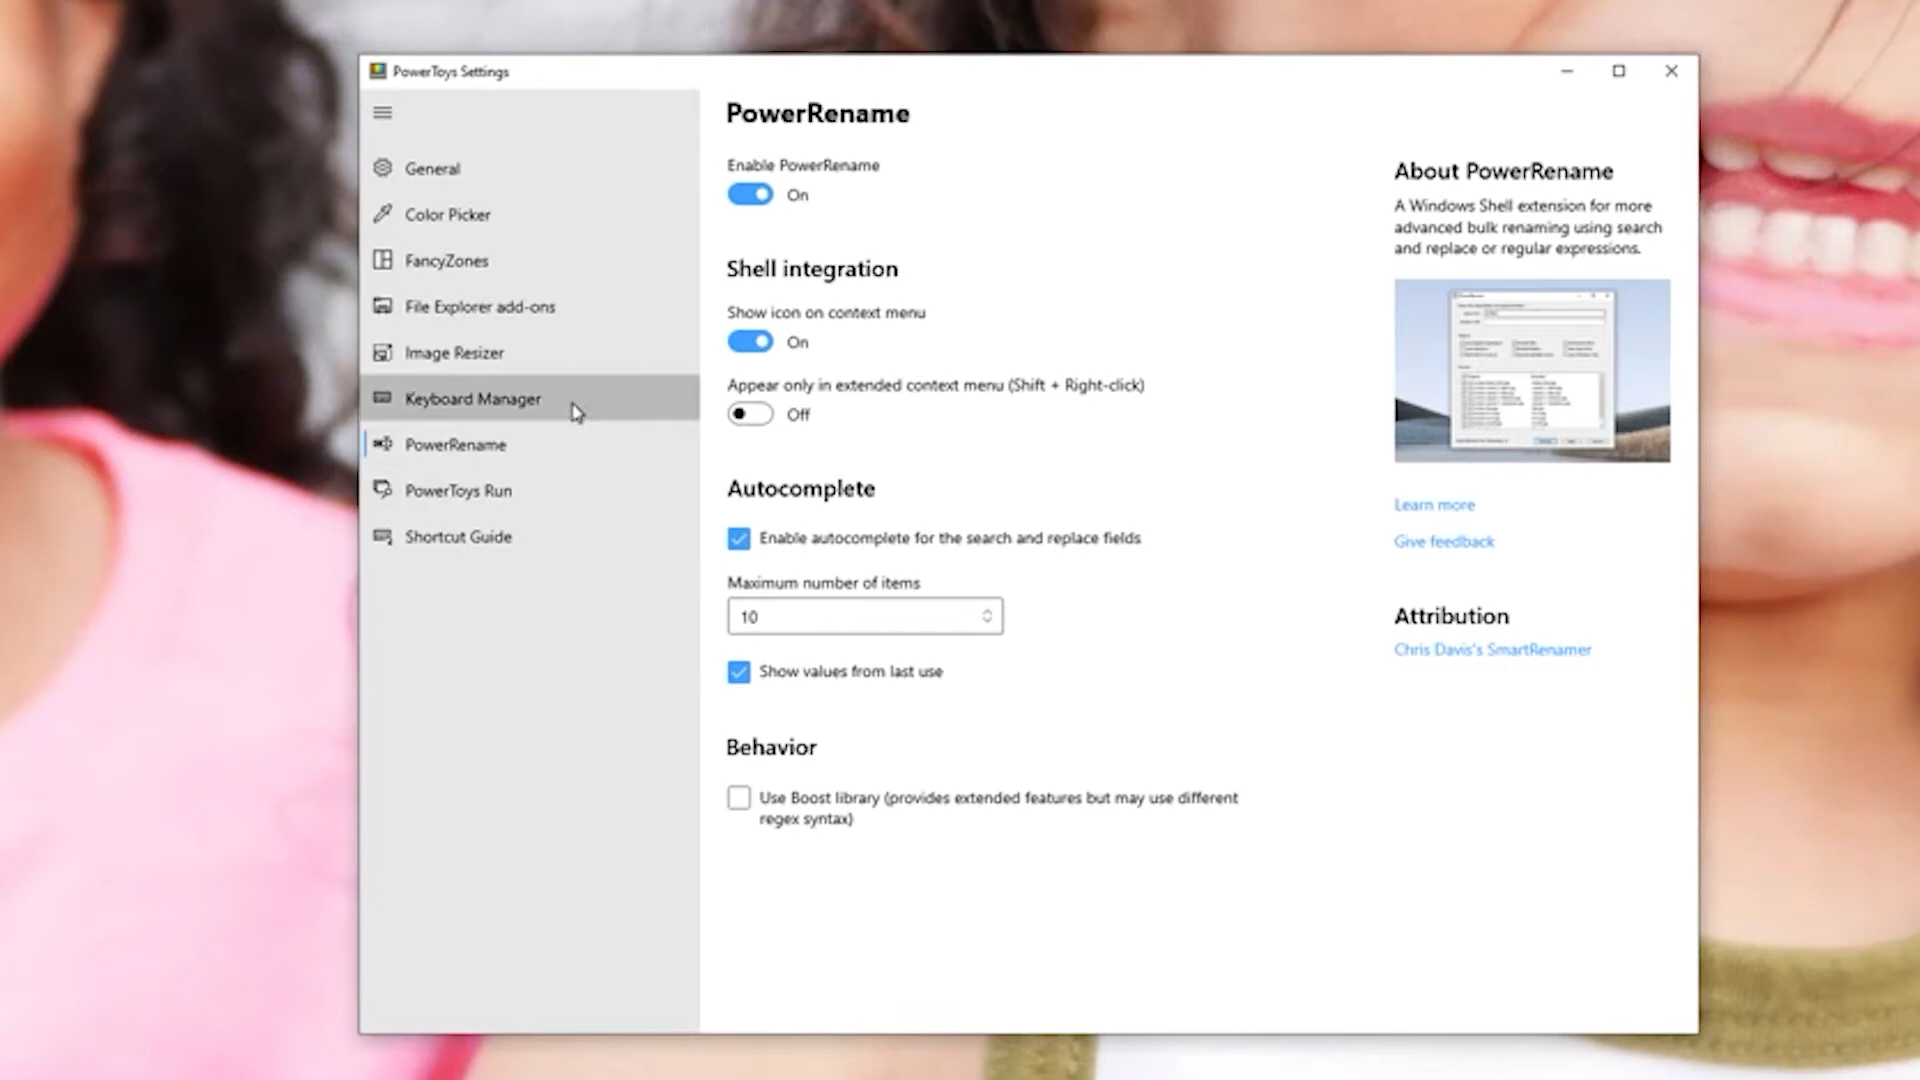 PowerToys Settings
General
Color Picker
FancyZones
File Explorer add-ons
Image Resizer
Keyboard Manager
PowerRename
PowerToys Run
Shortcut Guide
PowerRename
Enable PowerRename
On
Shell integration
Show icon on context menu
On
Appear only in extended context menu (Shift + Right-click)
Off
Autocomplete
Enable autocomplete for the search and replace fields
Maximum number of items
10
Show values from last use
Behavior
Use Boost library (provides extended features but may use different
regex syntax)
About PowerRename
A Windows Shell extension for more
advanced bulk renaming using search
and replace or regular expressions.
Learn more
Give feedback
Attribution
Chris Davis's SmartRenamer